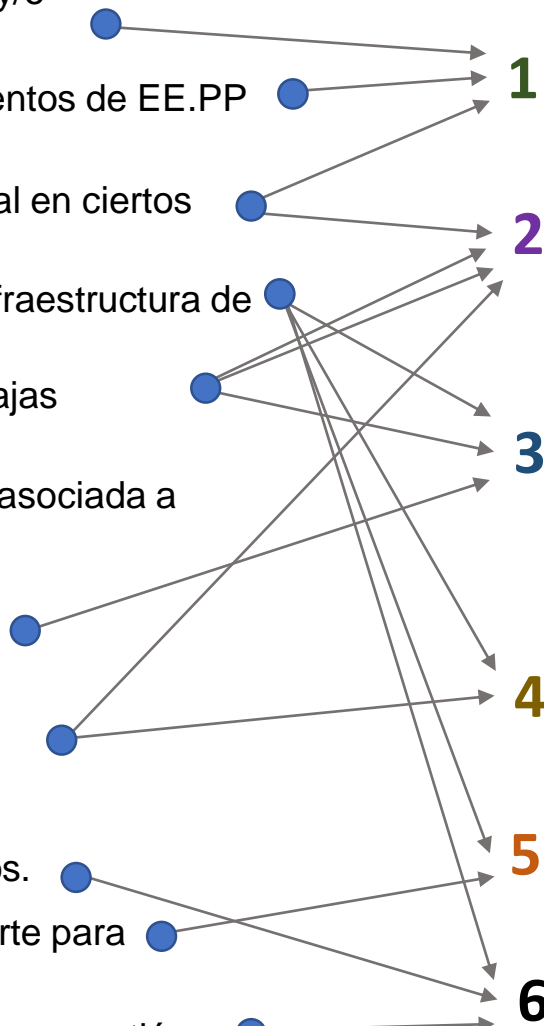 y/o
entos de EE.PP
1
al en ciertos
2
fraestructura de
ajas
3
asociada a
4
os.
5
rte para
6